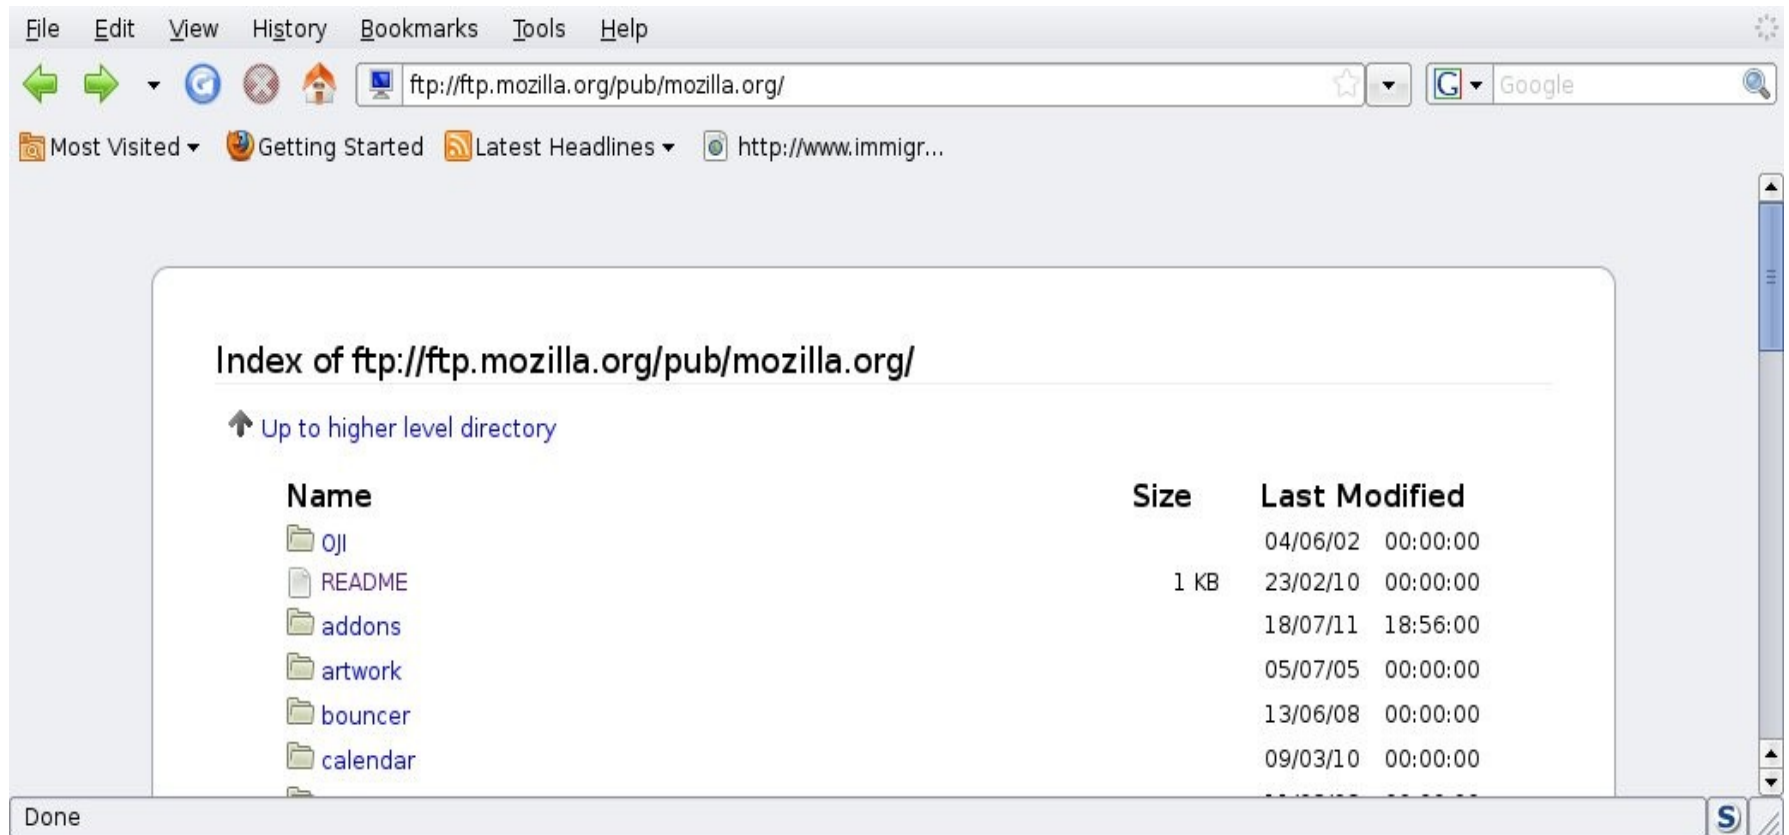 File Edit View History Bookmarks Tools Help
ftp://ftp.mozilla.org/pub/mozilla.org/ G Google
Most Visited Getting Started Latest Headlines http://www.immigr...
Index of ftp://ftp.mozilla.org/pub/mozilla.org/
Up to higher level directory
Name Size Last Modified
OJI 04/06/02 00:00:00
README 1 KB 23/02/10 00:00:00
addons 18/07/11 18:56:00
artwork 05/07/05 00:00:00
bouncer 13/06/08 00:00:00
calendar 09/03/10 00:00:00
Done S